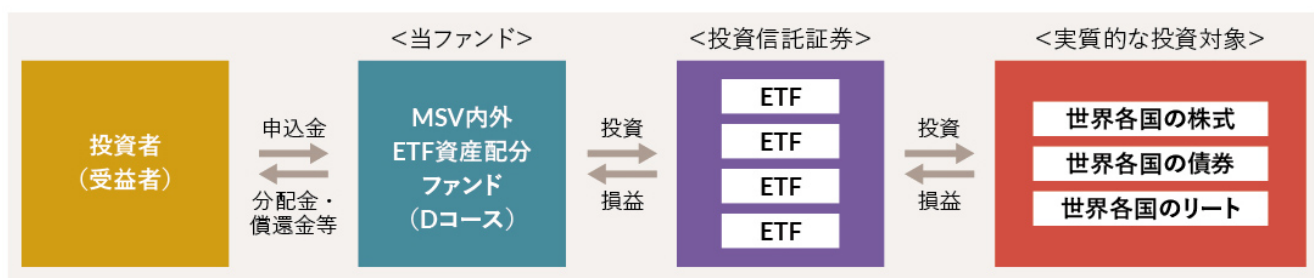 <当ファンド>
<投資信託証券>
<実質的な投資対象>
投資者
（受益者）
申込金
分配金・
償還金等
MSV内外
ETF資産配分
ファンド
（Dコース）
投資
損益
ETF
ETF
ETF
ETF
投資
損益
世界各国の株式
世界各国の債券
世界各国のリート